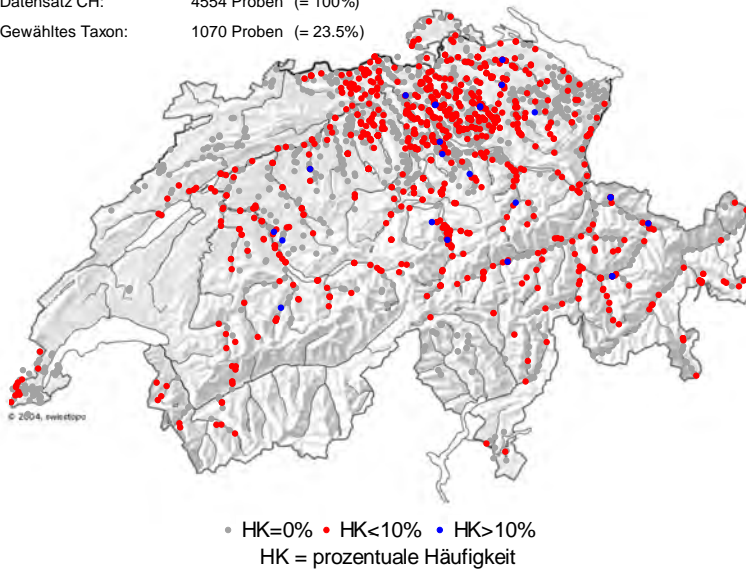 Datensatz CH: 4554 Proben (= 100%)
Gewähltes Taxon: 1070 Proben (= 23.5%)
© 2004, swisstopo
HK=0% HK<10% HK>10%
HK = prozentuale Häufigkeit